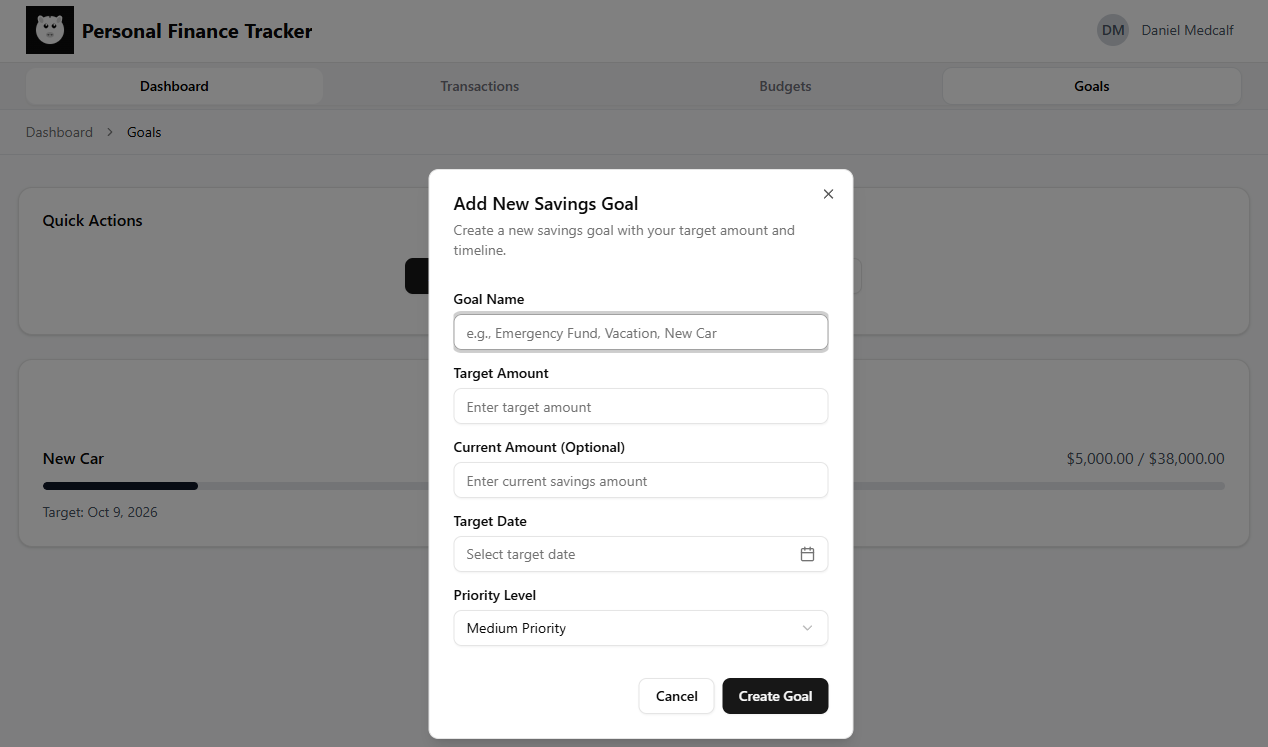 Personal Finance Tracker
DM Daniel Medcalf
Dashboard Transactions Budgets Goals
Dashboard > Goals
Quick Actions
Add New Savings Goal
Create a new savings goal with your target amount and
timeline.
Goal Name
e.g., Emergency Fund, Vacation, New Car
Target Amount
Enter target amount
Current Amount (Optional)
Enter current savings amount
Target Date
Select target date
Priority Level
Medium Priority
Cancel Create Goal
New Car $5,000.00 / $38,000.00
Target: Oct 9, 2026